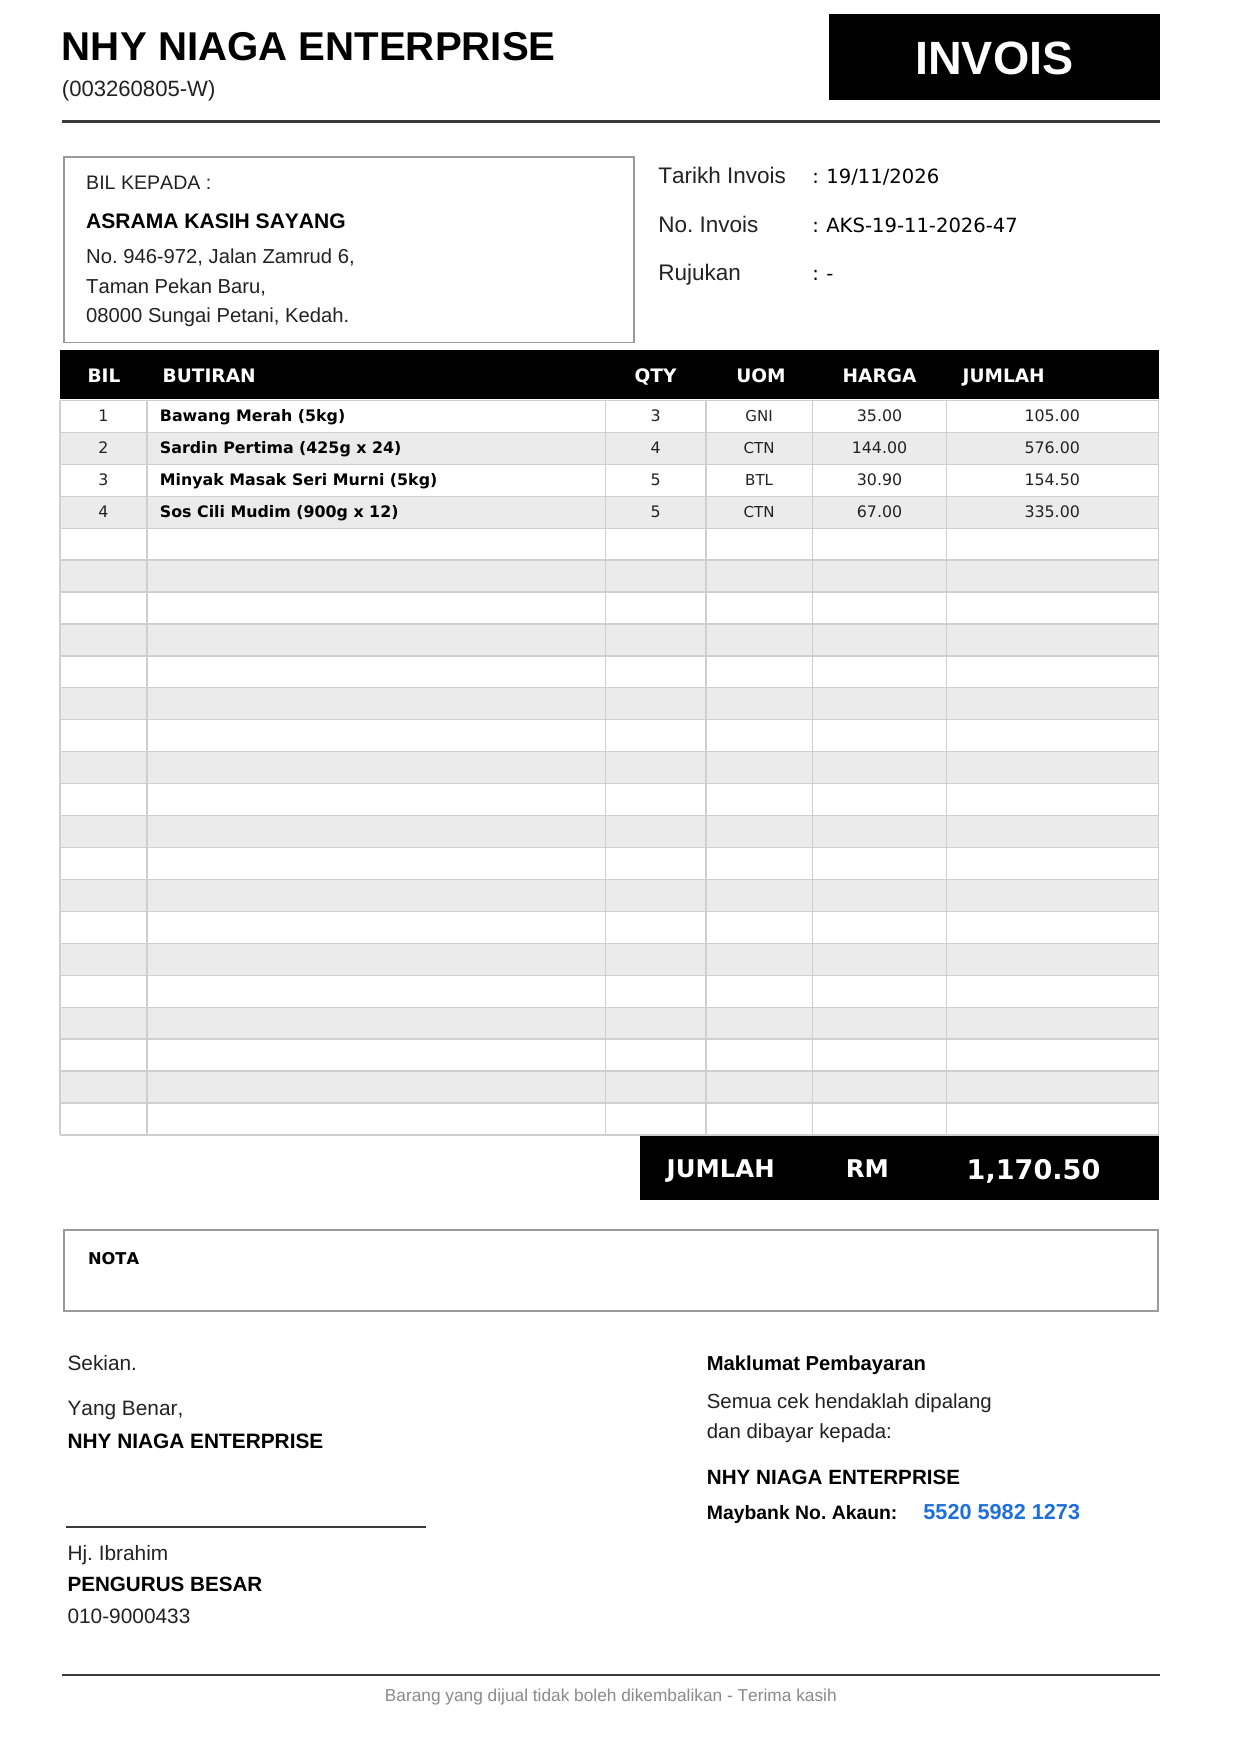 NHY NIAGA ENTERPRISE
(003260805-W)
INVOIS
BIL KEPADA :
ASRAMA KASIH SAYANG
No. 946-972, Jalan Zamrud 6,
Taman Pekan Baru,
08000 Sungai Petani, Kedah.
Tarikh Invois : 19/11/2026
No. Invois : AKS-19-11-2026-47
Rujukan : -
BIL BUTIRAN QTY UOM HARGA JUMLAH
1 Bawang Merah (5kg) 3 GNI 35.00 105.00
2 Sardin Pertima (425g x 24) 4 CTN 144.00 576.00
3 Minyak Masak Seri Murni (5kg) 5 BTL 30.90 154.50
4 Sos Cili Mudim (900g x 12) 5 CTN 67.00 335.00
JUMLAH RM 1,170.50
NOTA
Sekian.
Yang Benar,
NHY NIAGA ENTERPRISE
Hj. Ibrahim
PENGURUS BESAR
010-9000433
Maklumat Pembayaran
Semua cek hendaklah dipalang
dan dibayar kepada:
NHY NIAGA ENTERPRISE
Maybank No. Akaun: 5520 5982 1273
Barang yang dijual tidak boleh dikembalikan - Terima kasih